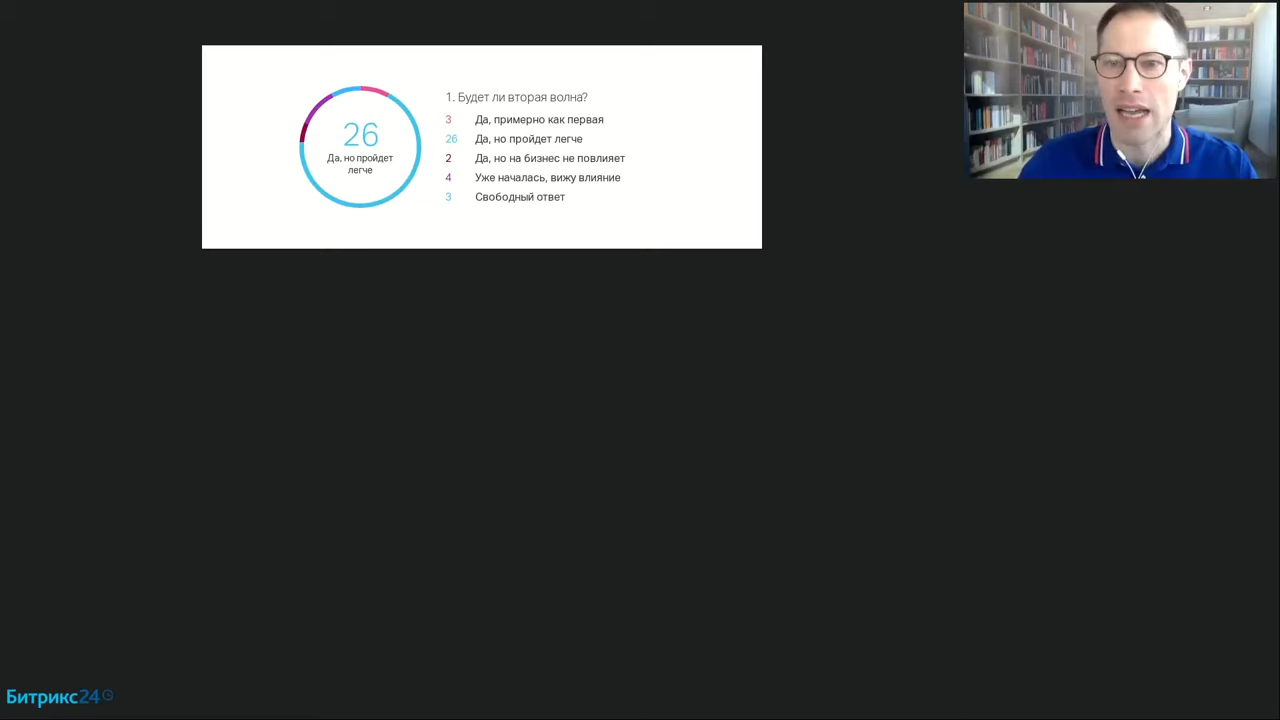 26
Да, но пройдет
легче
1. Будет ли вторая волна?
3 Да, примерно как первая
26 Да, но пройдет легче
2 Да, но на бизнес не повлияет
4 Уже началась, вижу влияние
3 Свободный ответ
Битрикс24